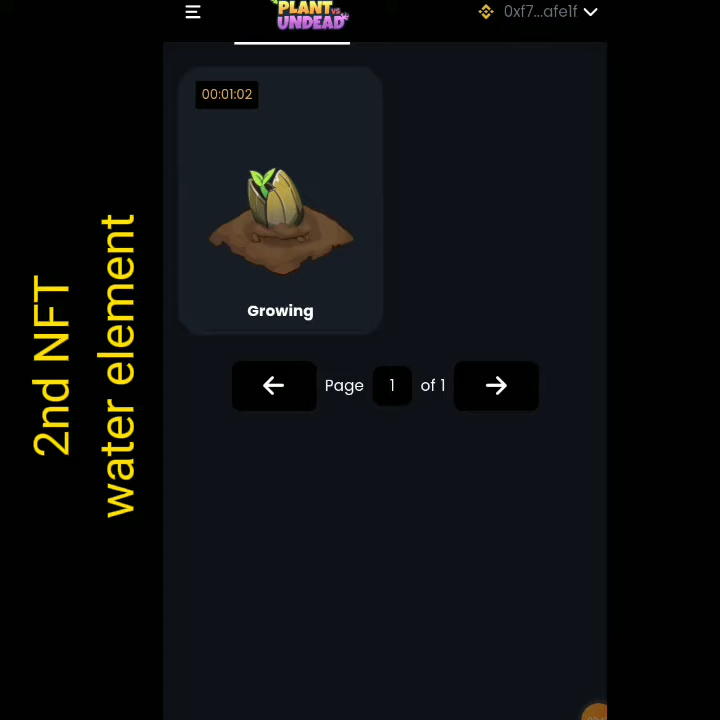 PLANT VS.
UNDEAD
0xf7...afe1f
00:01:02
Growing
Page 1 of 1
2nd NFT
water element